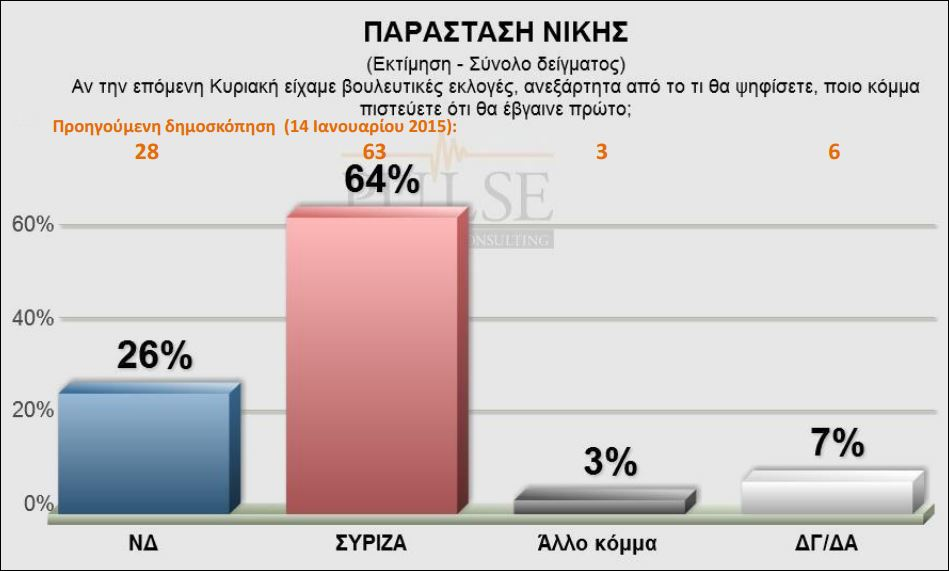 ΠΑΡΑΣΤΑΣΗ ΝΙΚΗΣ
(Εκτίμηση - Σύνολο δείγματος)
Αν την επόμενη Κυριακή είχαμε βουλευτικές εκλογές, ανεξάρτητα από το τι θα ψηφίσετε, ποιο κόμμα
πιστεύετε ότι θα έβγαινε πρώτο;
Προηγούμενη δημοσκόπηση (14 Ιανουαρίου 2015):
28 63 3 6
64%
PULSE
CONSULTING
60%
40%
26%
20%
7%
3%
0%
ΝΔ ΣΥΡΙΖΑ Άλλο κόμμα ΔΓ/ΔΑ